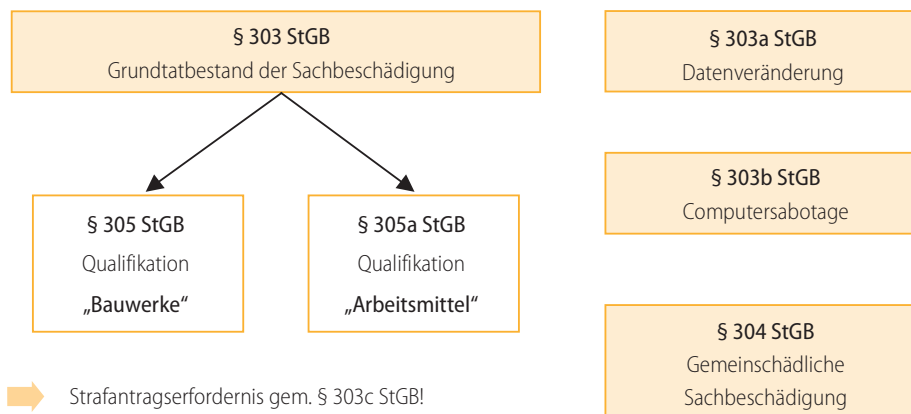 § 303 StGB
Grundtatbestand der Sachbeschädigung
§ 305 StGB
Qualifikation
„Bauwerke“
§ 305a StGB
Qualifikation
„Arbeitsmittel“
Strafantragserfordernis gem. § 303c StGB!
§ 303a StGB
Datenveränderung
§ 303b StGB
Computersabotage
§ 304 StGB
Gemeinschädliche
Sachbeschädigung